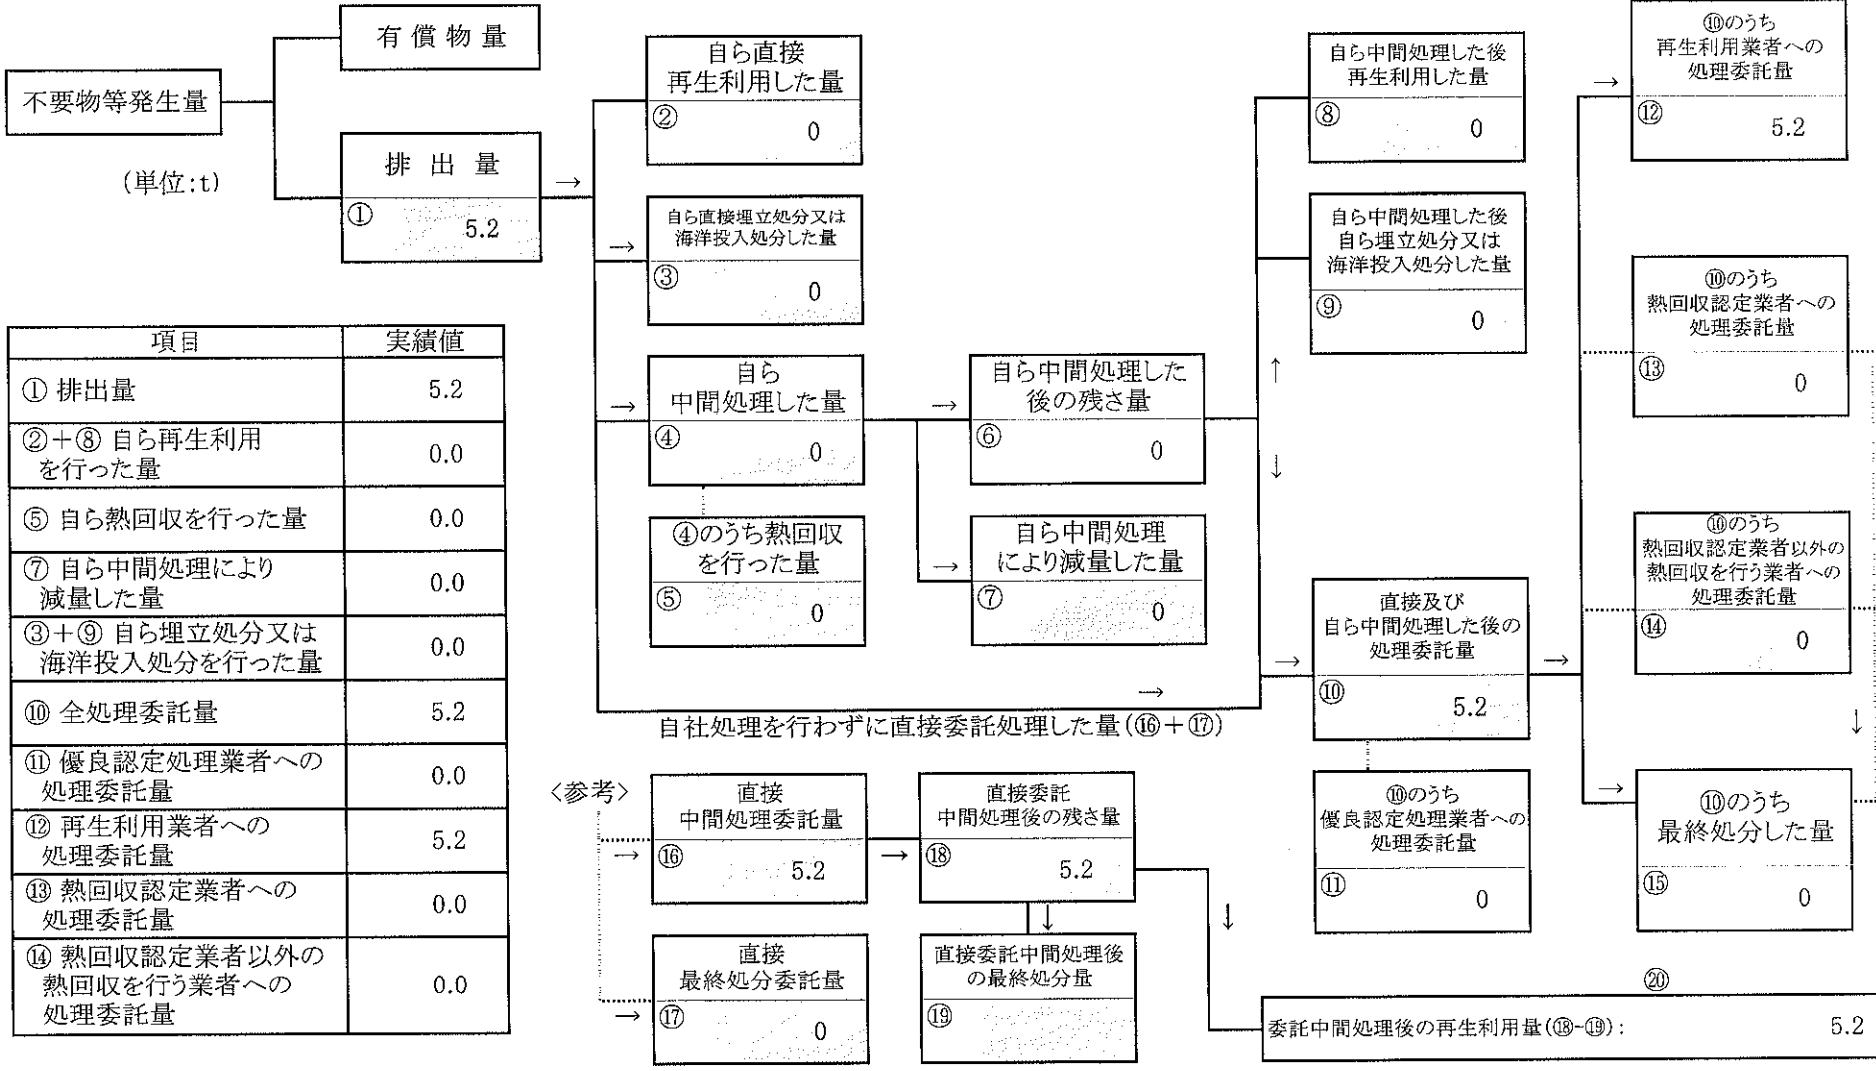 有償物量
不要物等発生量
(単位:t)
排出量
→
① 5.2
自ら直接
再生利用した量
② 0
自ら直接埋立処分又は
海洋投入処分した量
→
③ 0
自ら
中間処理した量
→
④ 0
④のうち熱回収
を行った量
⑤ 0
→
自ら中間処理した
後の残さ量
⑥ 0
→
自ら中間処理
により減量した量
⑦ 0
自ら中間処理した後
再生利用した量
⑧ 0
自ら中間処理した後
自ら埋立処分又は
海洋投入処分した量
⑨ 0
↑
↓
→
自社処理を行わずに直接委託処理した量(⑯+⑰)
→
直接及び
自ら中間処理した後の
処理委託量
⑩ 5.2
→
⑩のうち
優良認定処理業者への
処理委託量
⑪ 0
→
⑩のうち
再生利用業者への
処理委託量
⑫ 5.2
⑩のうち
熱回収認定業者への
処理委託量
⑬ 0
⑩のうち
熱回収認定業者以外の
熱回収を行う業者への
処理委託量
⑭ 0
↓
→
⑩のうち
最終処分した量
⑮ 0
項目 実績値
① 排出量 5.2
②+⑧ 自ら再生利用
を行った量 0.0
⑤ 自ら熱回収を行った量 0.0
⑦ 自ら中間処理により
減量した量 0.0
③+⑨ 自ら埋立処分又は
海洋投入処分を行った量 0.0
⑩ 全処理委託量 5.2
⑪ 優良認定処理業者への
処理委託量 0.0
⑫ 再生利用業者への
処理委託量 5.2
⑬ 熱回収認定業者への
処理委託量 0.0
⑭ 熱回収認定業者以外の
熱回収を行う業者への
処理委託量 0.0
〈参考〉
→
直接
中間処理委託量
⑯ 5.2
→
直接委託
中間処理後の残さ量
⑱ 5.2
↓
↓
→
直接
最終処分委託量
⑰ 0
直接委託中間処理後
の最終処分量
⑲
⑳
委託中間処理後の再生利用量(⑱-⑲): 5.2